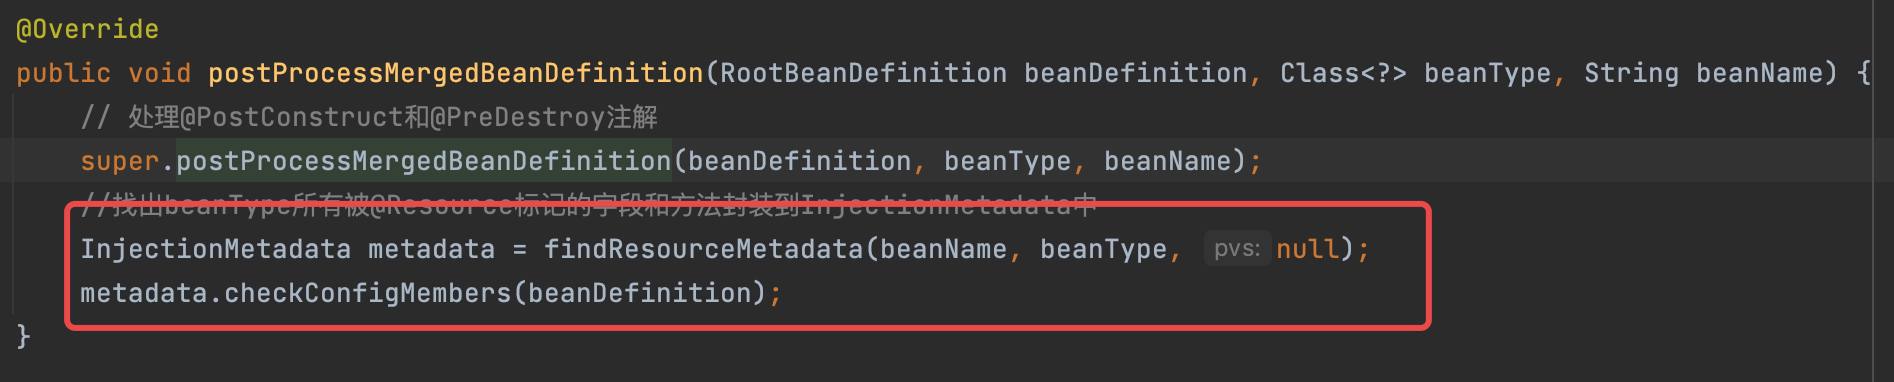 @Override
public void postProcessMergedBeanDefinition(RootBeanDefinition beanDefinition, Class<?> beanType, String beanName) {
// 处理@PostConstruct和@PreDestroy注解
super.postProcessMergedBeanDefinition(beanDefinition, beanType, beanName);
//找出beanType所有被@Resource标记的字段和方法封装到InjectionMetadata中
InjectionMetadata metadata = findResourceMetadata(beanName, beanType, pvs: null);
metadata.checkConfigMembers(beanDefinition);
}